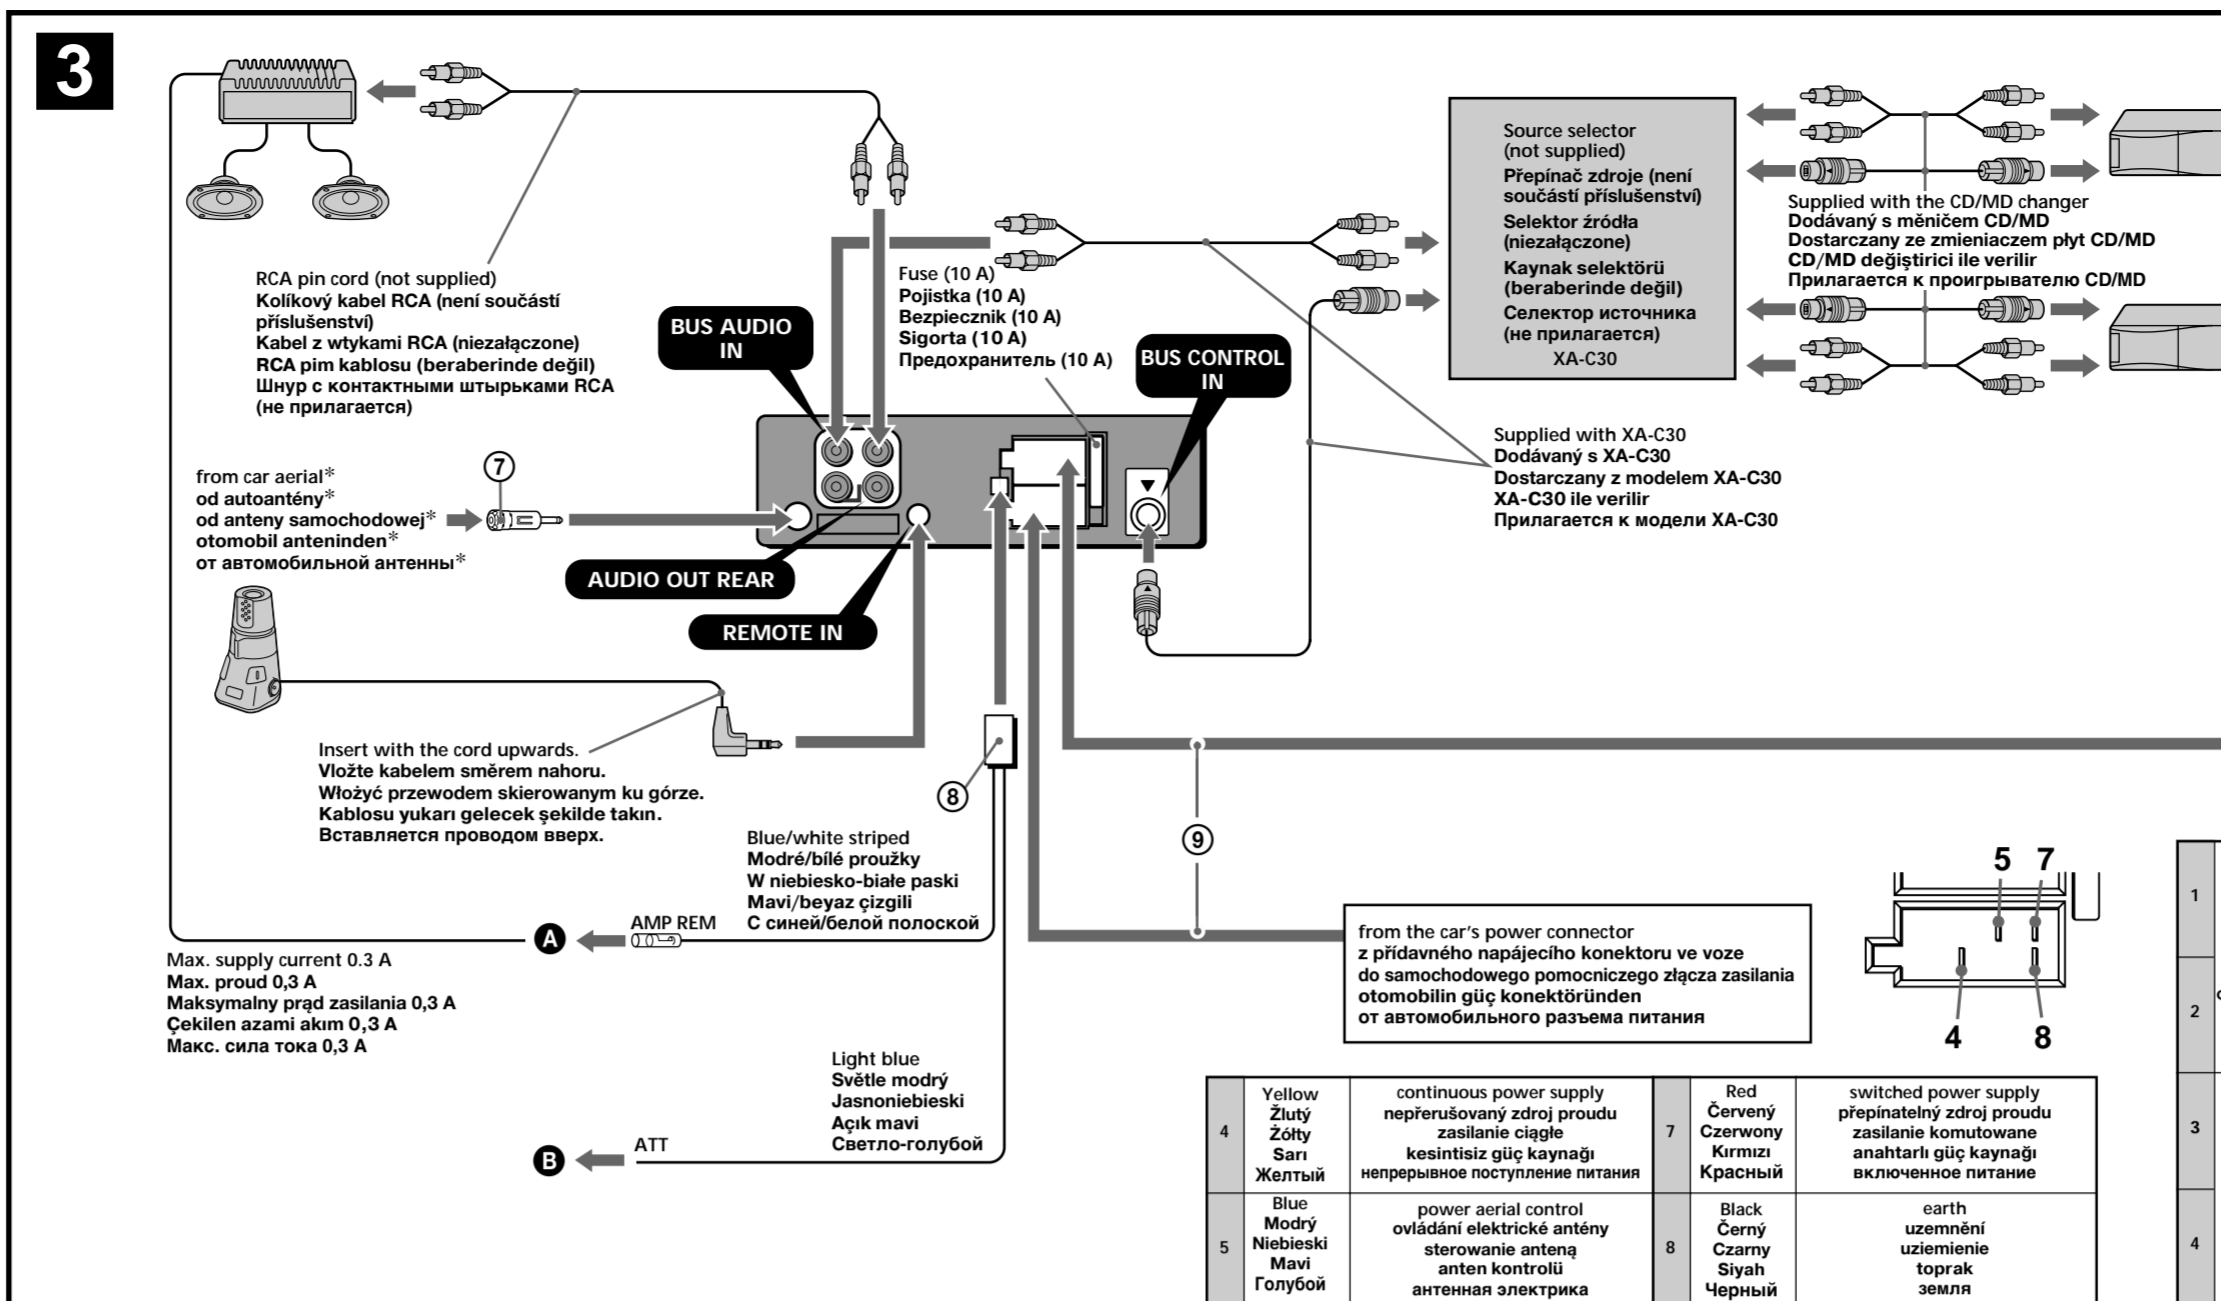 3
RCA pin cord (not supplied)
Kolíkový kabel RCA (není součástí
příslušenství)
Kabel z wtykami RCA (niezałączone)
RCA pim kablosu (beraberinde değil)
Шнур с контактными штырьками RCA
(не прилагается)
BUS AUDIO
IN
Fuse (10 A)
Pojistka (10 A)
Bezpiecznik (10 A)
Sigorta (10 A)
Предохранитель (10 A)
BUS CONTROL
IN
Source selector
(not supplied)
Přepínač zdroje (není
součástí příslušenství)
Selektor źródła
(niezałączone)
Kaynak selektörü
(beraberinde değil)
Селектор источника
(не прилагается)
XA-C30
Supplied with the CD/MD changer
Dodávaný s měničem CD/MD
Dostarczany ze zmieniaczem płyt CD/MD
CD/MD değiştirici ile verilir
Прилагается к проигрывателю CD/MD
Supplied with XA-C30
Dodávaný s XA-C30
Dostarczany z modelem XA-C30
XA-C30 ile verilir
Прилагается к модели XA-C30
from car aerial*
od autoantény*
od anteny samochodowej*
otomobil anteninden*
от автомобильной антенны*
7
AUDIO OUT REAR
REMOTE IN
Insert with the cord upwards.
Vložte kabelem směrem nahoru.
Włożyć przewodem skierowanym ku górze.
Kablosu yukarı gelecek şekilde takın.
Вставляется проводом вверх.
8
9
Blue/white striped
Modré/bílé proužky
W niebiesko-białe paski
Mavi/beyaz çizgili
С синей/белой полоской
A
AMP REM
Max. supply current 0.3 A
Max. proud 0,3 A
Maksymalny prąd zasilania 0,3 A
Çekilen azami akım 0,3 A
Макс. сила тока 0,3 A
from the car's power connector
z přídavného napájecího konektoru ve voze
do samochodowego pomocniczego złącza zasilania
otomobilin güç konektöründen
от автомобильного разъема питания
5 7
4 8
Light blue
Světle modrý
Jasnoniebieski
Açık mavi
Светло-голубой
B
ATT
4
Yellow
Žlutý
Żółty
Sarı
Желтый
continuous power supply
nepřerušovaný zdroj proudu
zasilanie ciągłe
kesintisiz güç kaynağı
непрерывное поступление питания
7
Red
Červený
Czerwony
Kırmızı
Красный
switched power supply
přepínatelný zdroj proudu
zasilanie komutowane
anahtarlı güç kaynağı
включенное питание
5
Blue
Modrý
Niebieski
Mavi
Голубой
power aerial control
ovládání elektrické antény
sterowanie anteną
anten kontrolü
антенная электрика
8
Black
Černý
Czarny
Siyah
Черный
earth
uzemnění
uziemienie
toprak
земля
1
2
3
4